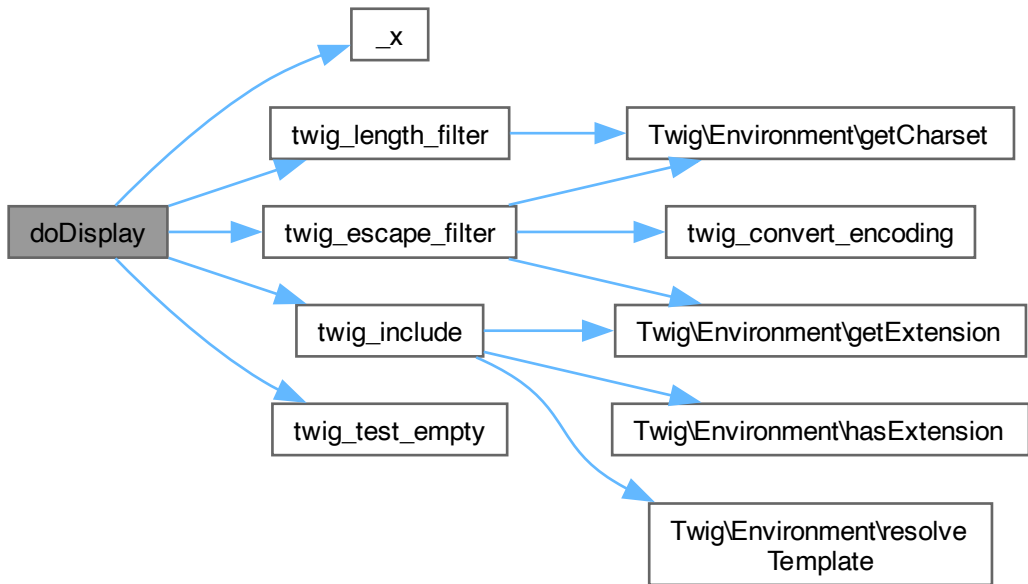 _x
twig_length_filter
Twig\Environment\getCharset
doDisplay
twig_escape_filter
twig_convert_encoding
twig_include
Twig\Environment\getExtension
twig_test_empty
Twig\Environment\hasExtension
Twig\Environment\resolve
Template